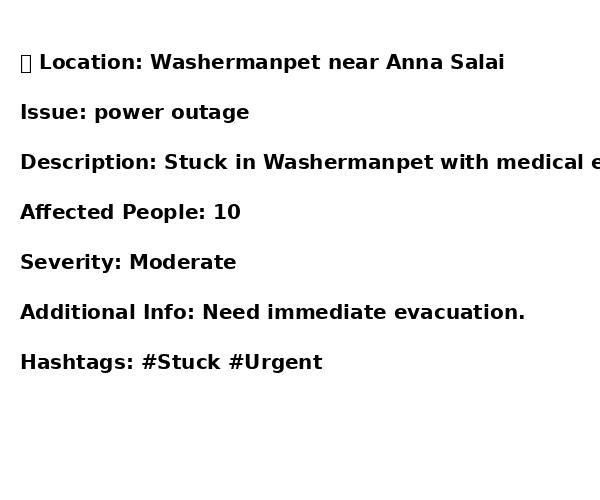 Location: Washermanpet near Anna Salai
Issue: power outage
Description: Stuck in Washermanpet with medical
Affected People: 10
Severity: Moderate
Additional Info: Need immediate evacuation.
Hashtags: #Stuck #Urgent